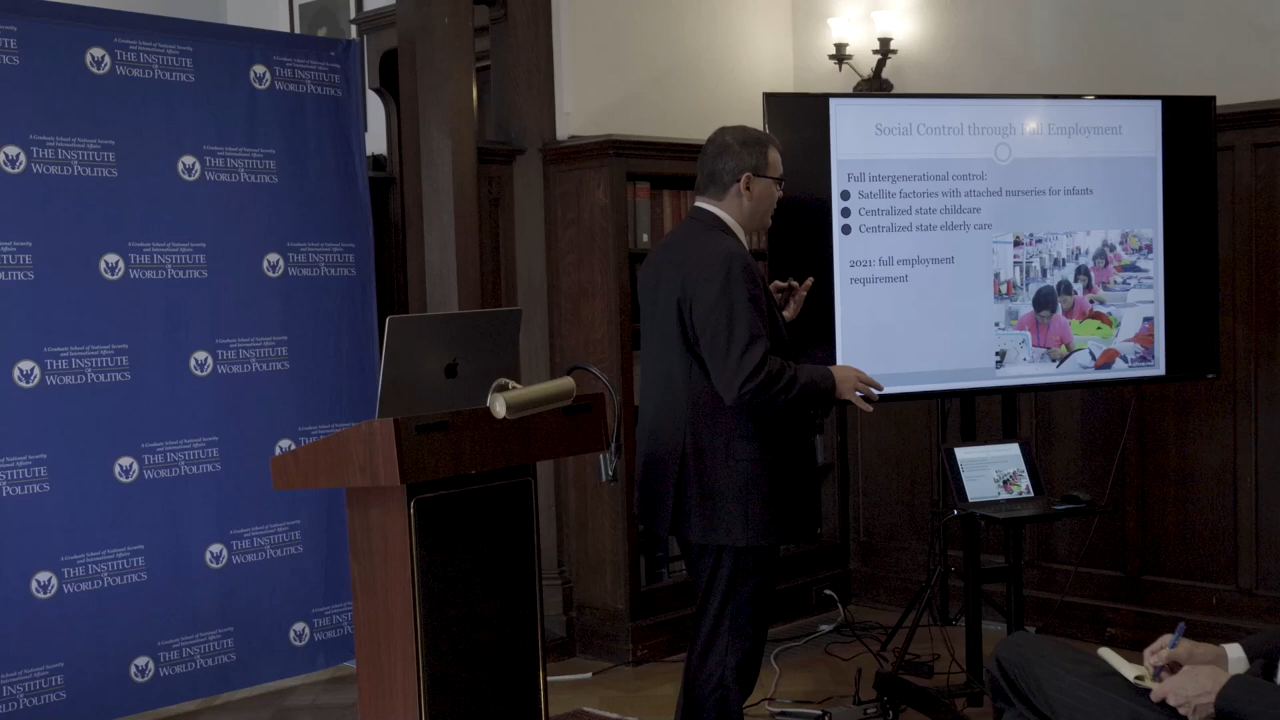 A Graduate School of National Security
and International Affairs
THE INSTITUTE
OF
WORLD POLITICS
Social Control through Full Employment
Full intergenerational control:
Satellite factories with attached nurseries for infants
Centralized state childcare
Centralized state elderly care
2021: full employment
requirement